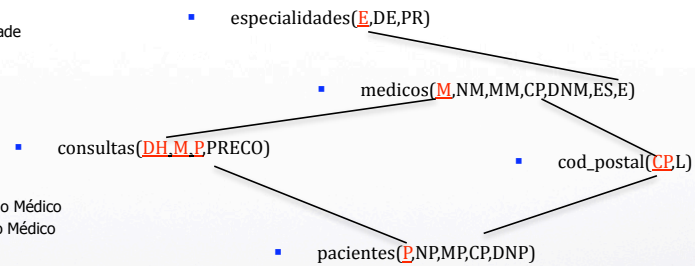 especialidades(E,DE,PR)
ade
medicos(M,NM,MM,CP,DNM,ES,E)
consultas(DH,M,P,PRECO)
cod_postal(CP,L)
o Médico
o Médico
pacientes(P,NP,MP,CP,DNP)